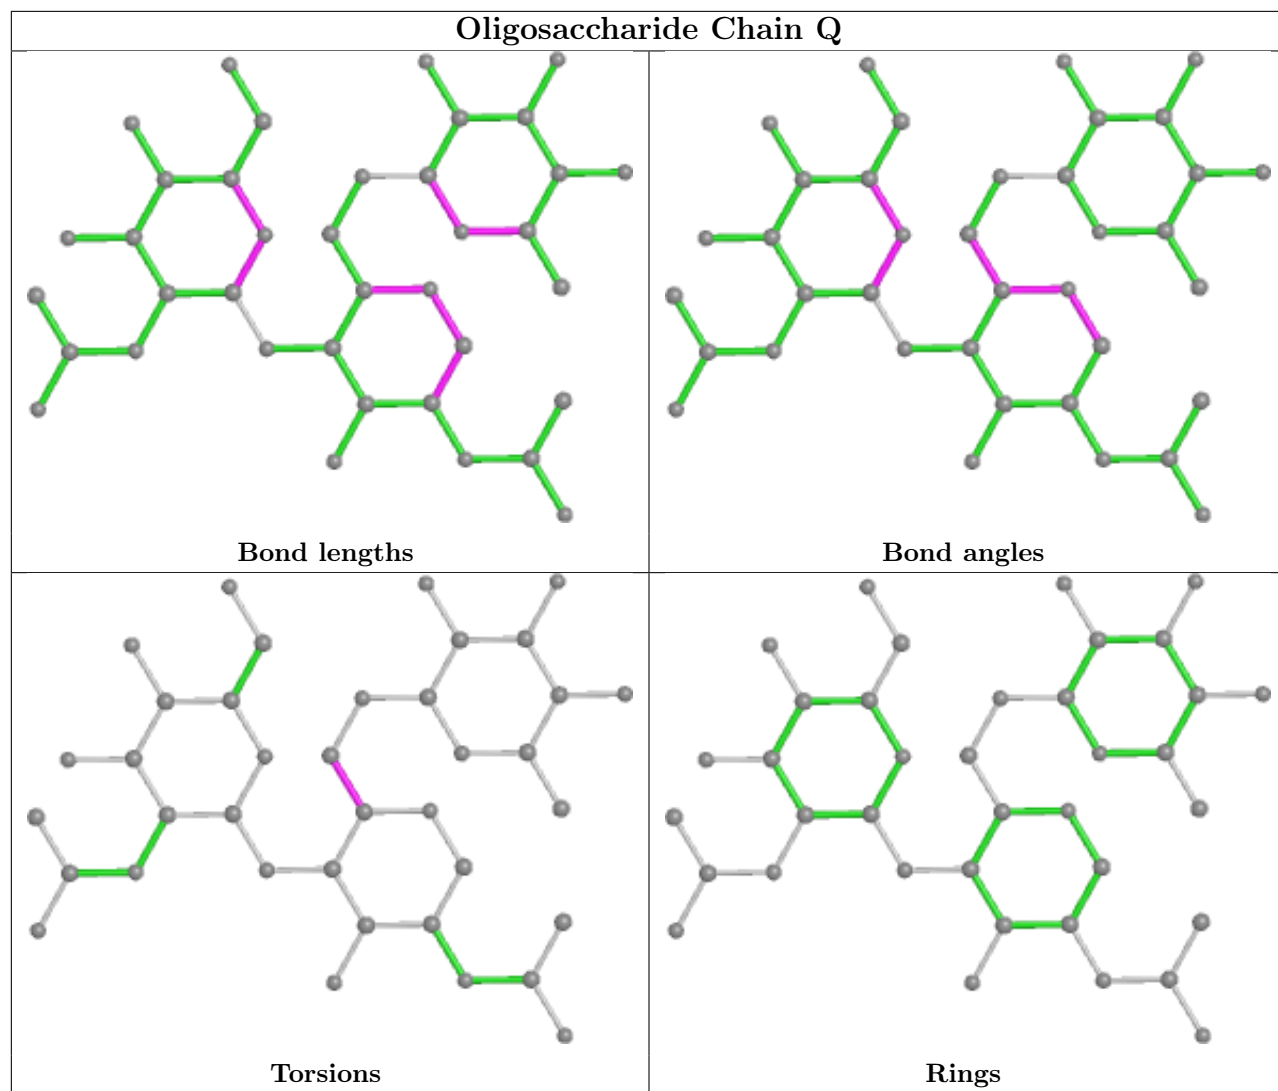 Oligosaccharide Chain Q
Bond lengths
Bond angles
Torsions
Rings